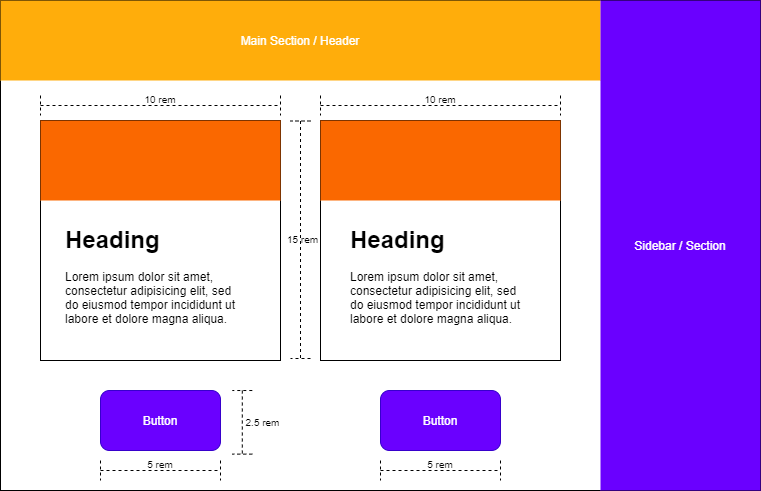 Main Section / Header
10 rem
10 rem
15 rem
Heading
Lorem ipsum dolor sit amet,
consectetur adipisicing elit, sed
do eiusmod tempor incididunt ut
labore et dolore magna aliqua.
Heading
Lorem ipsum dolor sit amet,
consectetur adipisicing elit, sed
do eiusmod tempor incididunt ut
labore et dolore magna aliqua.
Sidebar / Section
Button
2.5 rem
Button
5 rem
5 rem